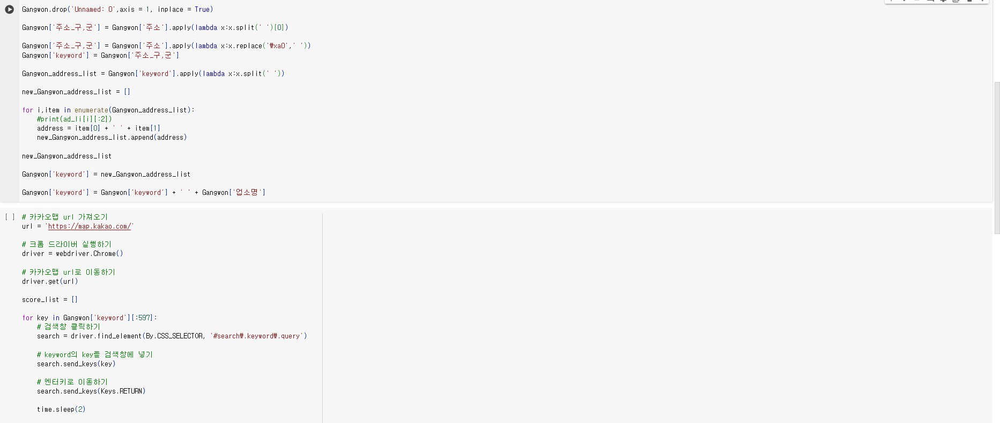 Gangwon.drop('Unnamed: 0',axis = 1, inplace = True)
Gangwon['주소_구,군'] = Gangwon['주소'].apply(lambda x:x.split(' ')[0])
Gangwon['주소_구,군'] = Gangwon['주소'].apply(lambda x:x.replace('₩xa0',' '))
Gangwon['keyword'] = Gangwon['주소_구,군']
Gangwon_address_list = Gangwon['keyword'].apply(lambda x:x.split(' '))
new_Gangwon_address_list = []
for i,item in enumerate(Gangwon_address_list):
    #print(ad_li[i][:2])
    address = item[0] + ' ' + item[1]
    new_Gangwon_address_list.append(address)
new_Gangwon_address_list
Gangwon['keyword'] = new_Gangwon_address_list
Gangwon['keyword'] = Gangwon['keyword'] + ' ' + Gangwon['업소명']
[ ] # 카카오맵 url 가져오기
url = 'https://map.kakao.com/'
# 크롬 드라이버 실행하기
driver = webdriver.Chrome()
# 카카오맵 url로 이동하기
driver.get(url)
score_list = []
for key in Gangwon['keyword'][:597]:
    # 검색창 클릭하기
    search = driver.find_element(By.CSS_SELECTOR, '#search₩.keyword₩.query')
    # keyword의 key를 검색창에 넣기
    search.send_keys(key)
    # 엔터키로 이동하기
    search.send_keys(Keys.RETURN)
    time.sleep(2)